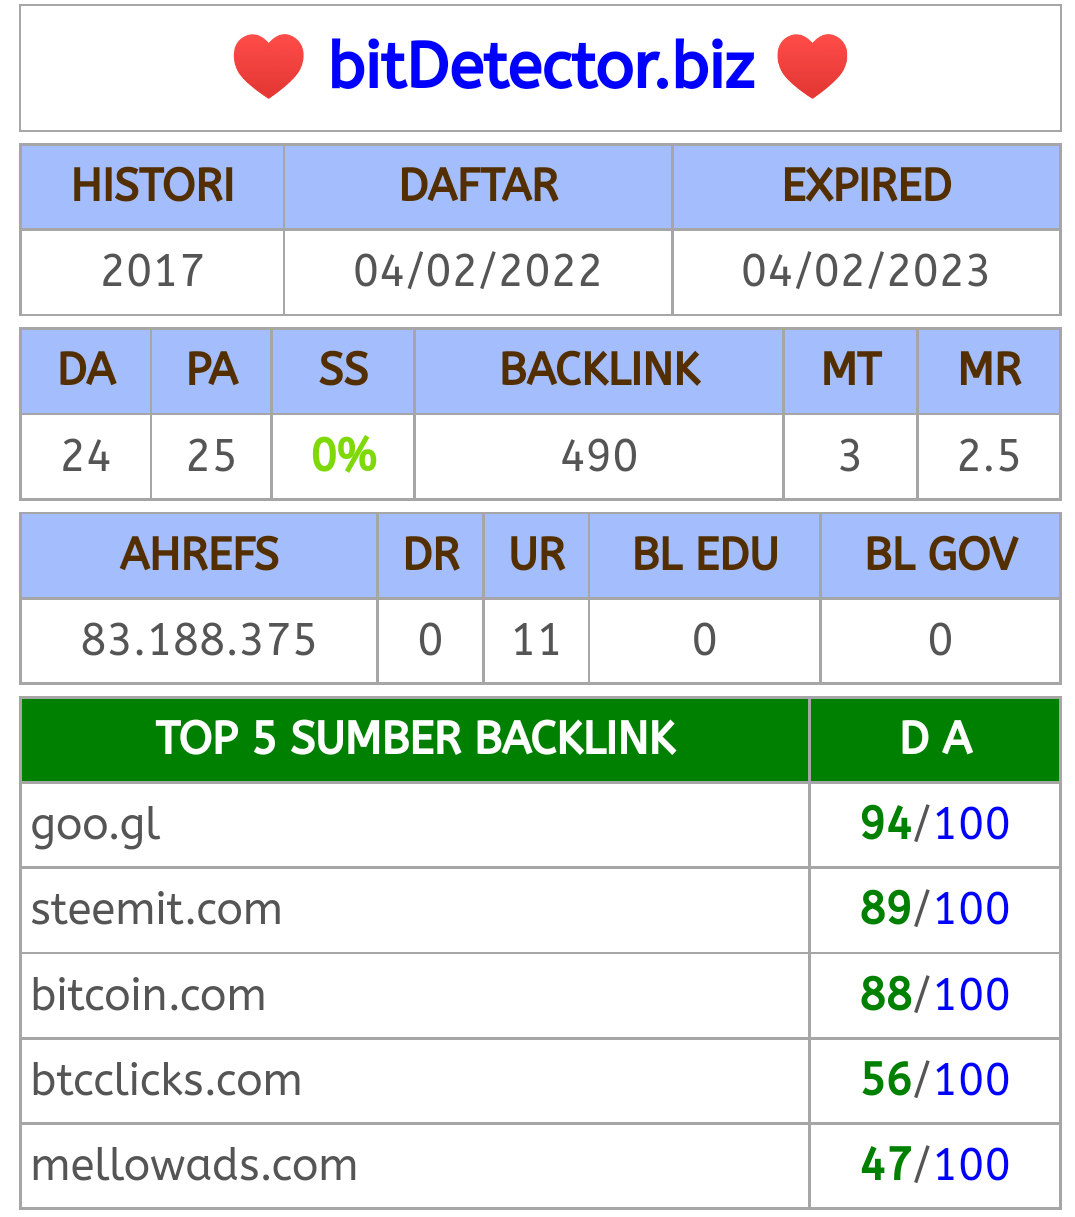 ❤️ bitDetector.biz ❤️
HISTORI DAFTAR EXPIRED
2017 04/02/2022 04/02/2023
DA PA SS BACKLINK MT MR
24 25 0% 490 3 2.5
AHREFS DR UR BL EDU BL GOV
83.188.375 0 11 0 0
TOP 5 SUMBER BACKLINK D A
goo.gl 94/100
steemit.com 89/100
bitcoin.com 88/100
btcclicks.com 56/100
mellowads.com 47/100